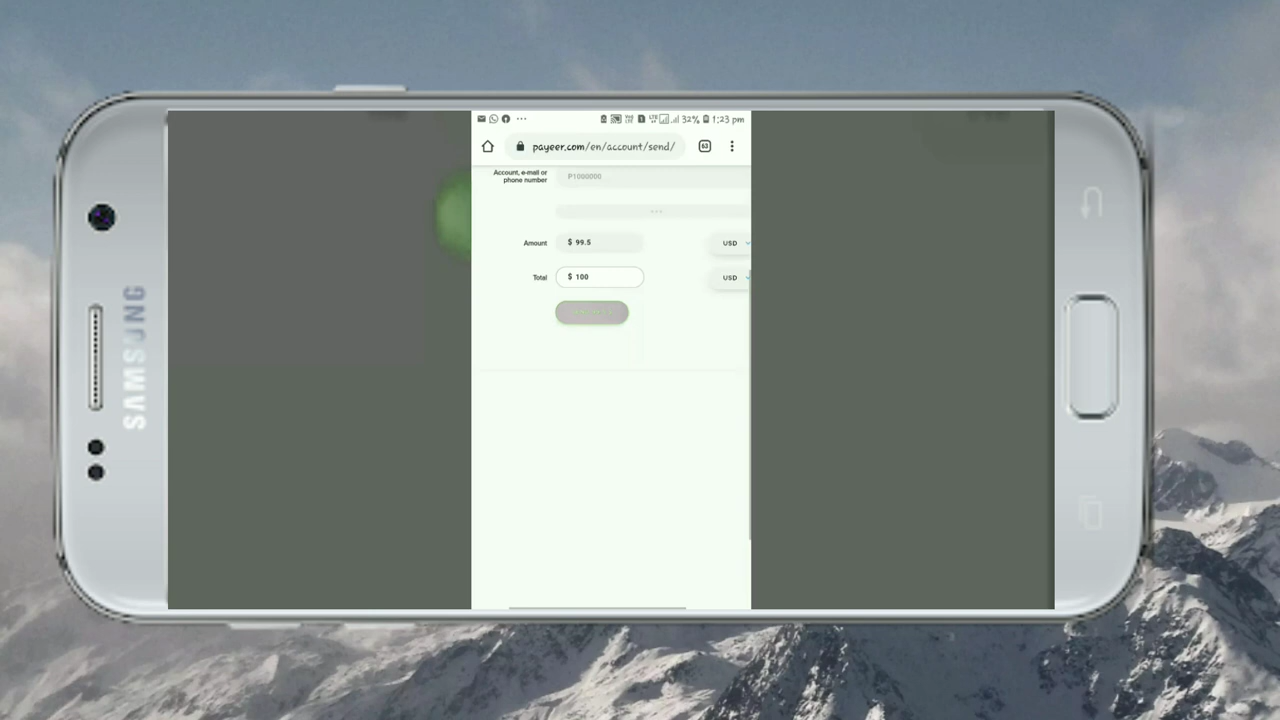 SAMSUNG
32% 1:23 pm
payeer.com/en/account/send/
63
Account, e-mail or
phone number
P1000000
Amount
$ 99.5
USD
Total
$ 100
USD